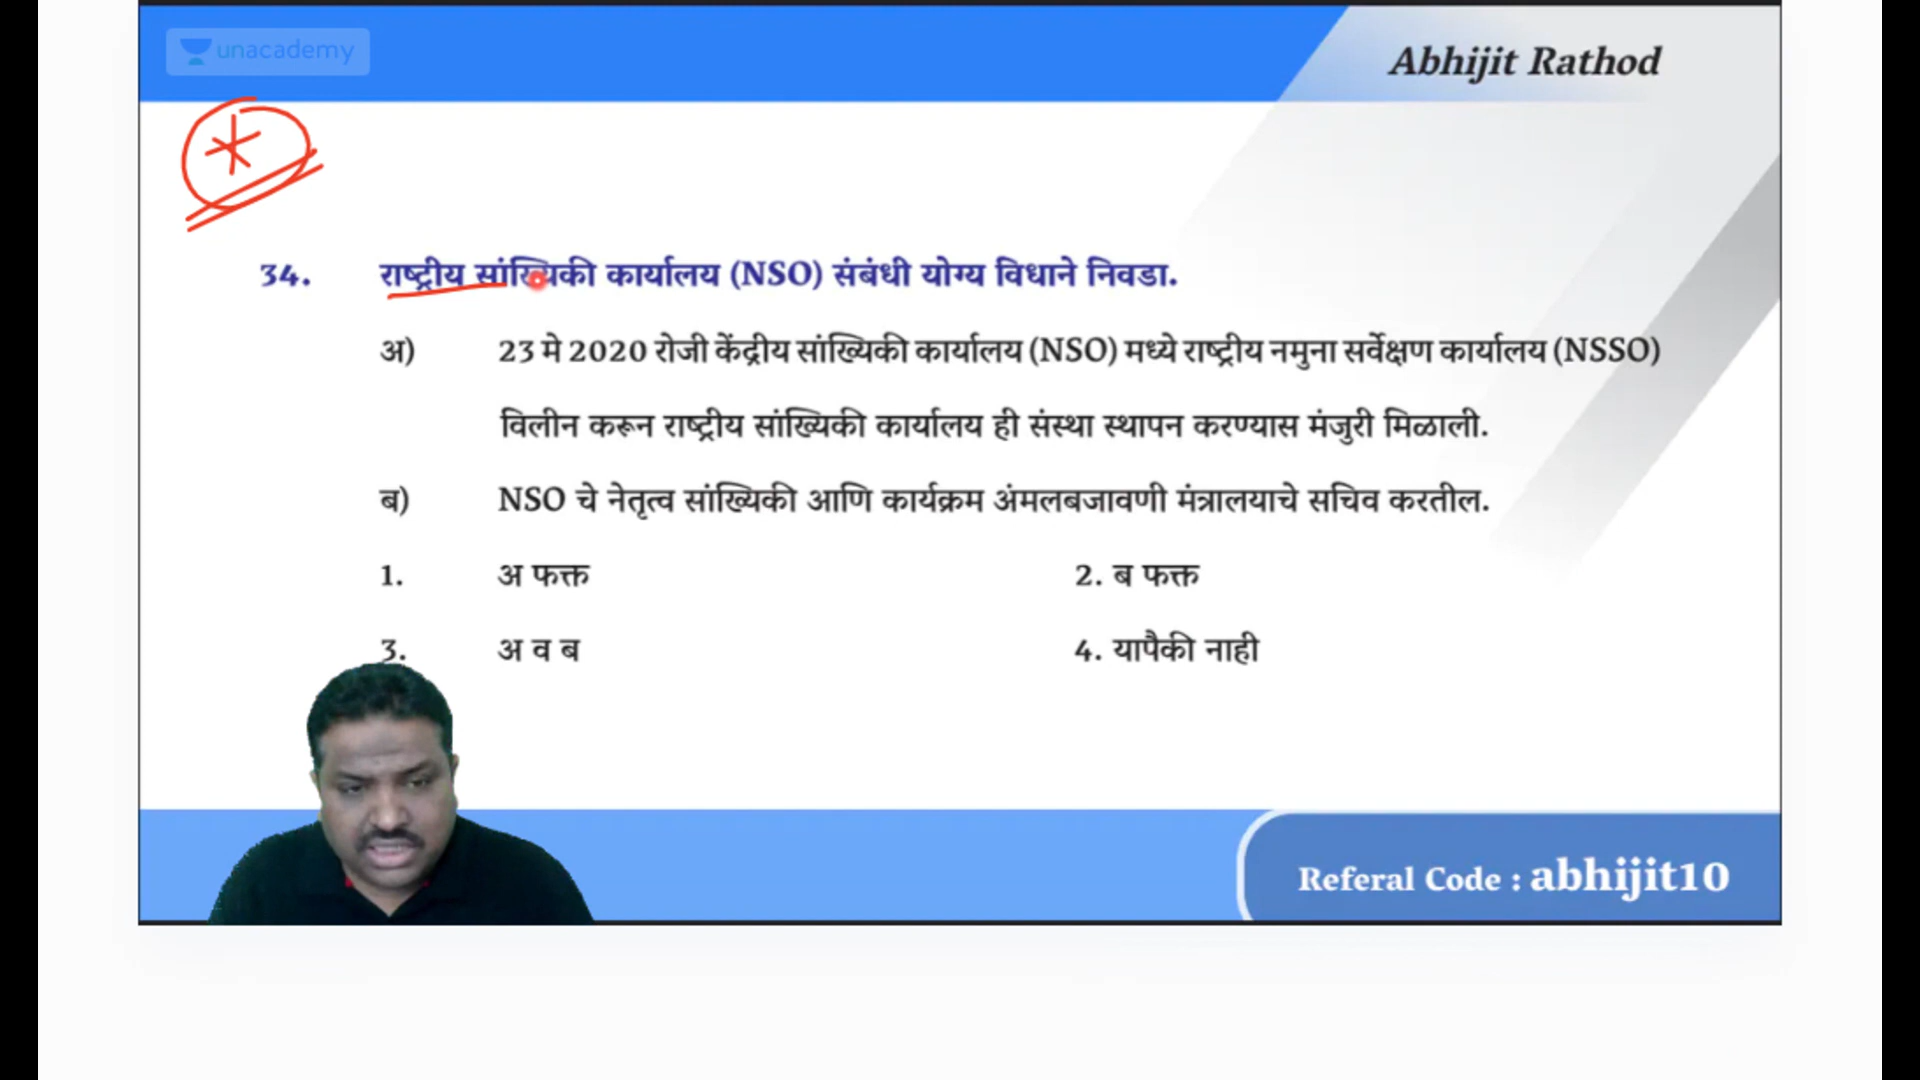 unacademy
Abhijit Rathod
34. राष्ट्रीय सांख्यिकी कार्यालय (NSO) संबंधी योग्य विधाने निवडा.
अ) 23 मे 2020 रोजी केंद्रीय सांख्यिकी कार्यालय (NSO) मध्ये राष्ट्रीय नमुना सर्वेक्षण कार्यालय (NSSO)
विलीन करून राष्ट्रीय सांख्यिकी कार्यालय ही संस्था स्थापन करण्यास मंजुरी मिळाली.
ब) NSO चे नेतृत्व सांख्यिकी आणि कार्यक्रम अंमलबजावणी मंत्रालयाचे सचिव करतील.
1. अ फक्त 2. ब फक्त
3. अ व ब 4. यापैकी नाही
Referal Code : abhijit10